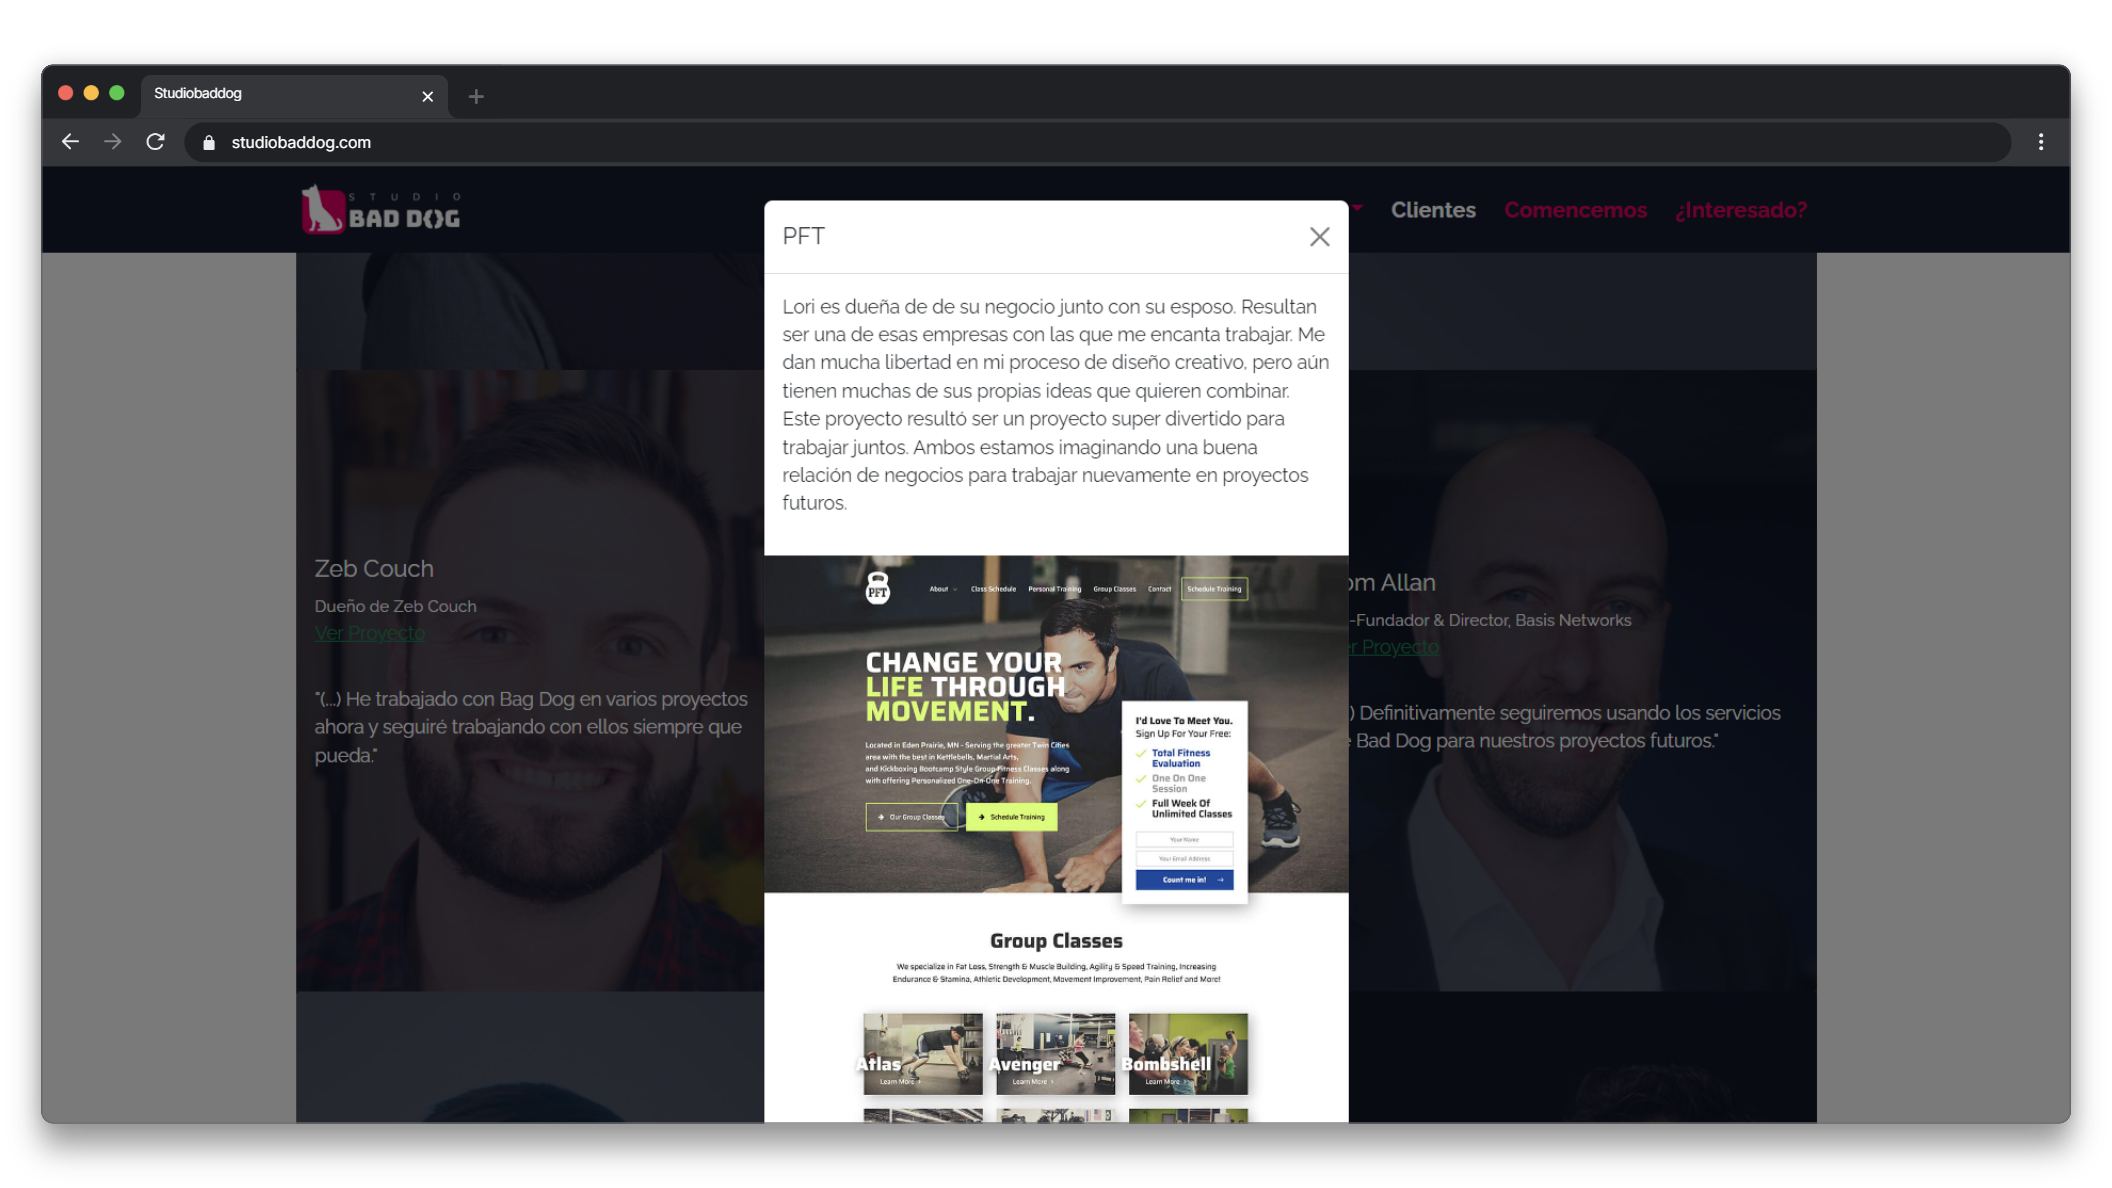 Studiobaddog
studiobaddog.com
STUDIO
BAD DOG
Clientes
Comencemos
¿Interesado?
PFT
Lori es dueña de de su negocio junto con su esposo. Resultan
ser una de esas empresas con las que me encanta trabajar. Me
dan mucha libertad en mi proceso de diseño creativo, pero aún
tienen muchas de sus propias ideas que quieren combinar.
Este proyecto resultó ser un proyecto super divertido para
trabajar juntos. Ambos estamos imaginando una buena
relación de negocios para trabajar nuevamente en proyectos
futuros.
Zeb Couch
Dueño de Zeb Couch
Ver Proyecto
"(...) He trabajado con Bag Dog en varios proyectos
ahora y seguiré trabajando con ellos siempre que
pueda."
PFT
About
Class Schedule
Personal Training
Group Classes
Contact
Schedule Training
CHANGE YOUR
LIFE THROUGH
MOVEMENT.
Located in Eden Prairie, MN - Serving the greater Twin Cities
area with the best in Kettlebells, Martial Arts,
and Kickboxing Bootcamp Style Group Fitness Classes along
with offering Personalized One-On-One Training.
Our Group Classes
Schedule Training
I'd Love To Meet You.
Sign Up For Your Free:
Total Fitness
Evaluation
One On One
Session
Full Week Of
Unlimited Classes
Your Name
Your Email Address
Count me in!
Group Classes
We specialize in Fat Loss, Strength & Muscle Building, Agility & Speed Training, Increasing
Endurance & Stamina, Athletic Development, Movement Improvement, Pain Relief and More!
Atlas
Learn More
Avenger
Learn More
Bombshell
Learn More
om Allan
-Fundador & Director, Basis Networks
er Proyecto
) Definitivamente seguiremos usando los servicios
e Bad Dog para nuestros proyectos futuros."